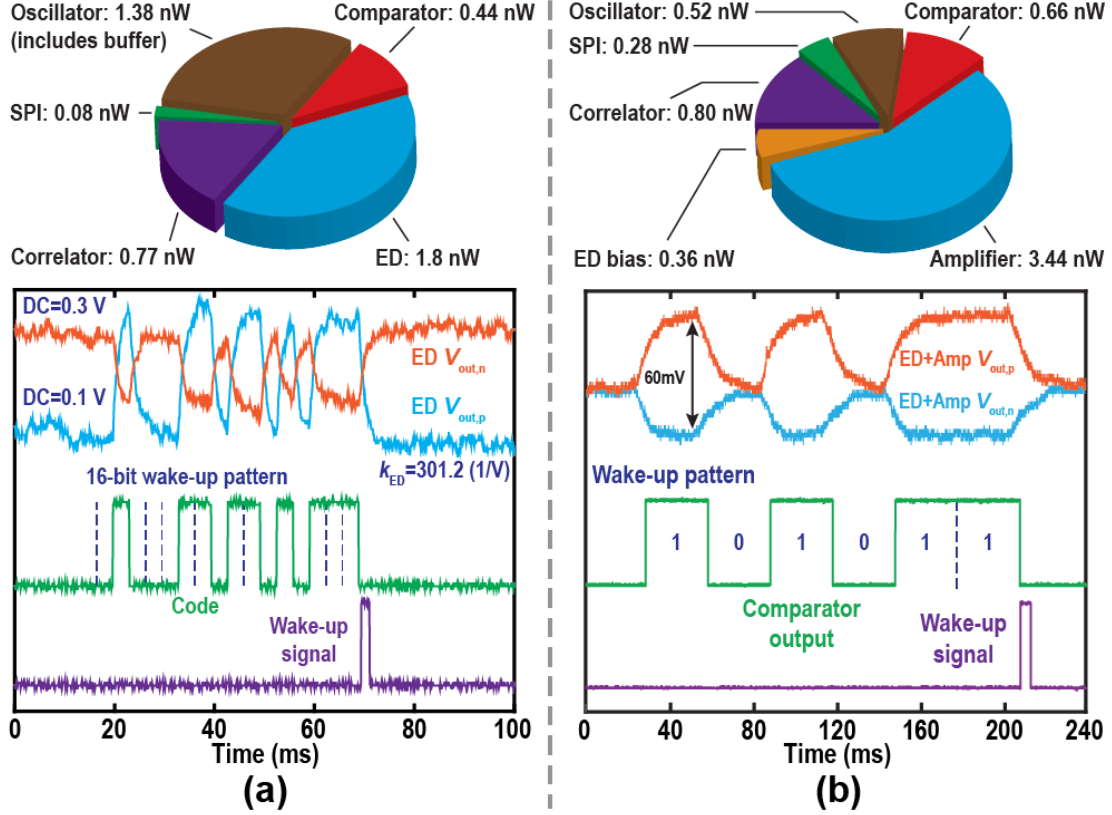 Oscillator: 1.38 nW
(includes buffer)
Comparator: 0.44 nW
SPI: 0.08 nW
Correlator: 0.77 nW
ED: 1.8 nW
DC=0.3 V
ED Vout,n
DC=0.1 V
ED Vout,p
kED=301.2 (1/V)
16-bit wake-up pattern
Code
Wake-up
signal
0 20 40 60 80 100
Time (ms)
(a)
Oscillator: 0.52 nW
Comparator: 0.66 nW
SPI: 0.28 nW
Correlator: 0.80 nW
ED bias: 0.36 nW
Amplifier: 3.44 nW
ED+Amp Vout,p
60mV
ED+Amp Vout,n
Wake-up pattern
1 0 1 0 1 1
Comparator
output
Wake-up
signal
0 40 80 120 160 200 240
Time (ms)
(b)